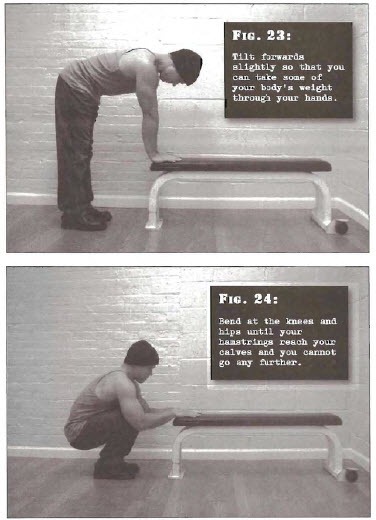 FIG. 23:
Tilt forwards
slightly so that you
can take some of
your body's weight
through your hands.
FIG. 24:
Bend at the knees and
hips until your
hamstrings reach your
calves and you cannot
go any further.